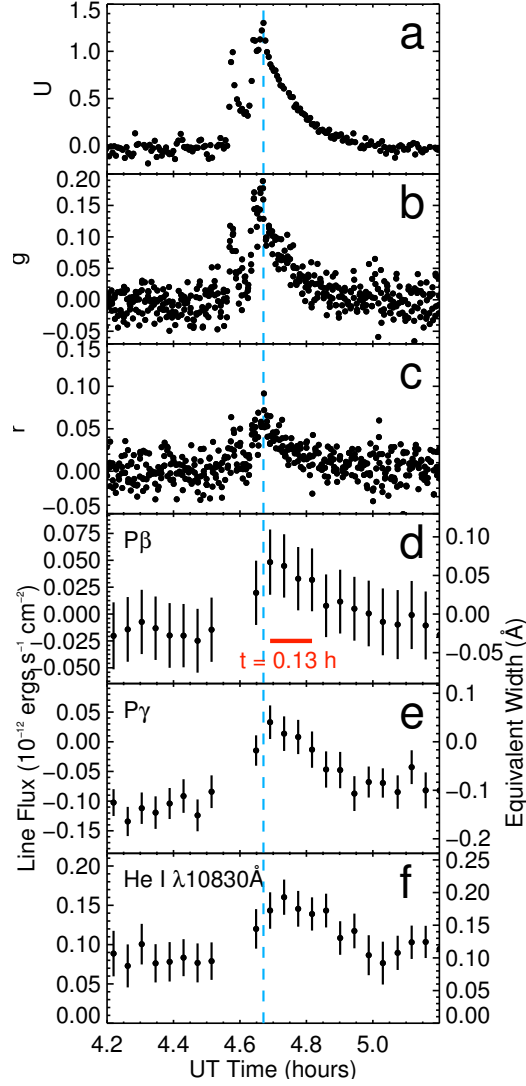 1.5
1.0
0.5
0.0
U
a
0.20
0.15
0.10
0.05
0.00
−0.05
g
b
0.15
0.10
0.05
0.00
−0.05
r
c
0.075
0.050
0.025
0.000
−0.025
−0.050
Pβ
d
0.10
0.05
0.00
−0.05
t = 0.13 h
Line Flux (10⁻¹² ergs s⁻¹ cm⁻²)
Equivalent Width (Å)
0.05
0.00
−0.05
−0.10
−0.15
Pγ
e
0.1
0.0
−0.1
−0.2
0.20
0.15
0.10
0.05
0.00
He I λ10830Å
f
0.25
0.20
0.15
0.10
0.05
0.00
4.2 4.4 4.6 4.8 5.0
UT Time (hours)